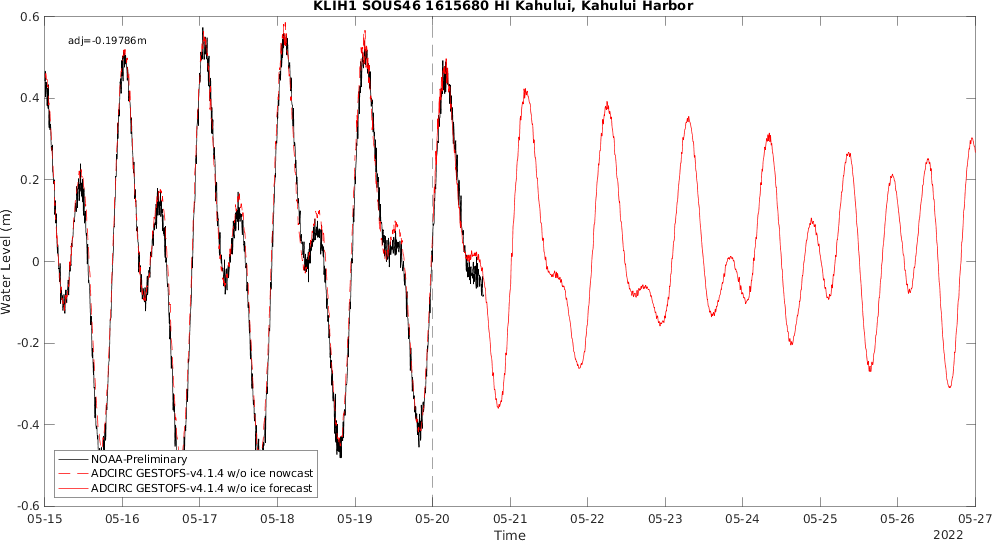 KLIH1 SOUS46 1615680 HI Kahului, Kahului Harbor
adj=-0.19786m
0.6
0.4
0.2
0
-0.2
-0.4
-0.6
Water Level (m)
NOAA-Preliminary
ADCIRC GESTOFS-v4.1.4 w/o ice nowcast
ADCIRC GESTOFS-v4.1.4 w/o ice forecast
05-15 05-16 05-17 05-18 05-19 05-20 05-21 05-22 05-23 05-24 05-25 05-26 05-27
Time
2022